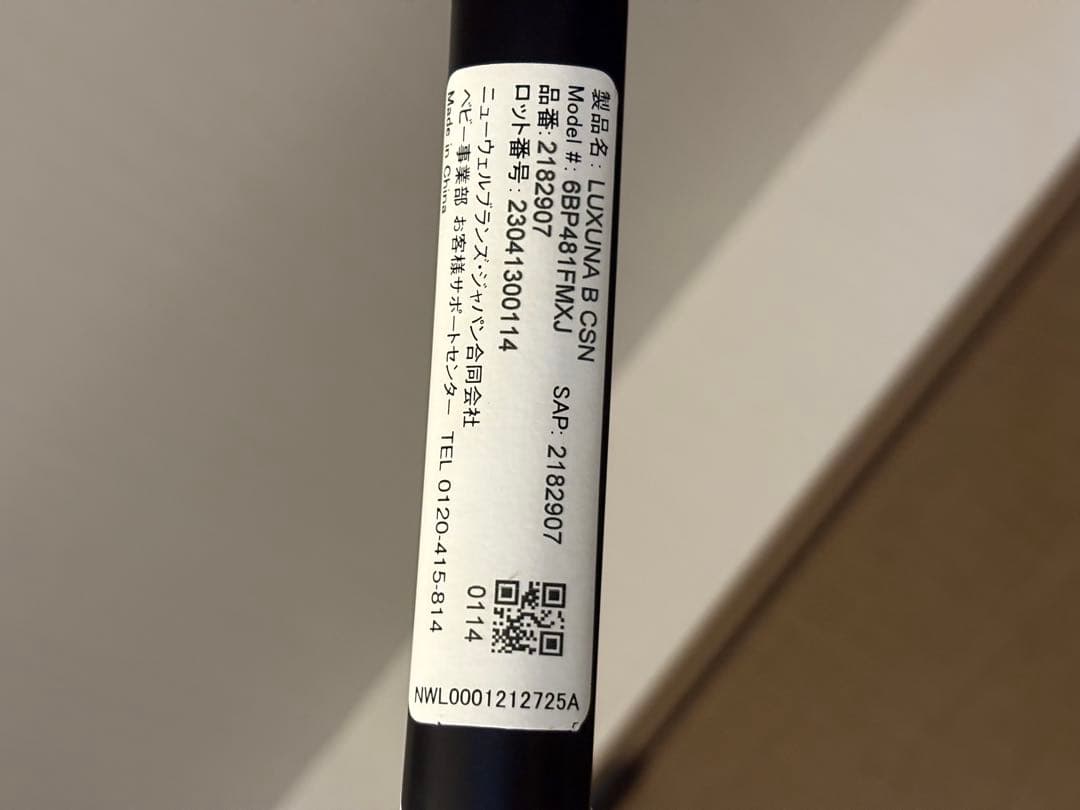 製品名: LUXUNA B CSN
Model #: 6BP481FMXJ
品番: 2182907 SAP: 2182907
ロット番号: 23041300114
ニューウェルブランズ・ジャパン合同会社
ベビー事業部 お客様サポートセンター TEL 0120-415-814
Made in China
0114
NWL0001212725A